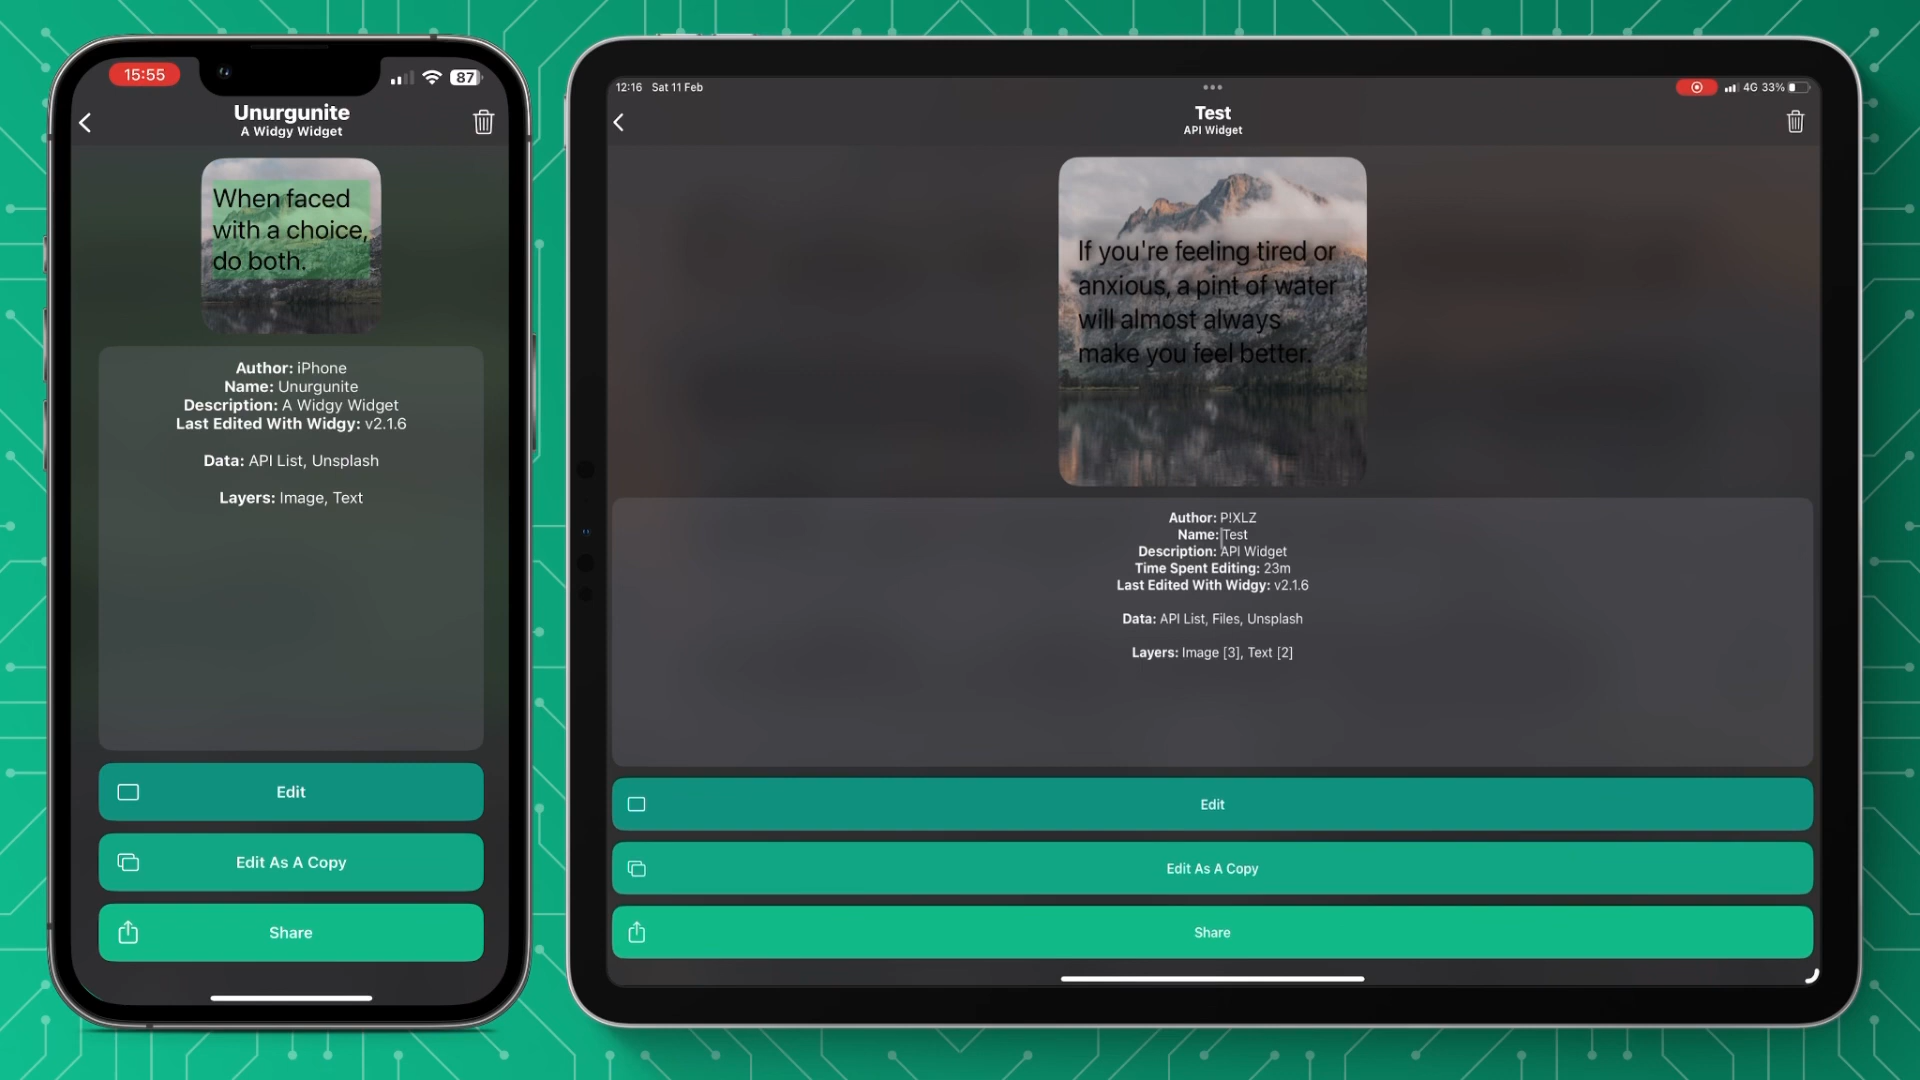 15:55
87
Unurgunite
A Widgy Widget
When faced
with a choice,
do both.
Author: iPhone
Name: Unurgunite
Description: A Widgy Widget
Last Edited With Widgy: v2.1.6
Data: API List, Unsplash
Layers: Image, Text
Edit
Edit As A Copy
Share
12:16 Sat 11 Feb
4G 33%
Test
API Widget
If you're feeling tired or
anxious, a pint of water
will almost always
make you feel better.
Author: P!XLZ
Name: Test
Description: API Widget
Time Spent Editing: 23m
Last Edited With Widgy: v2.1.6
Data: API List, Files, Unsplash
Layers: Image [3], Text [2]
Edit
Edit As A Copy
Share